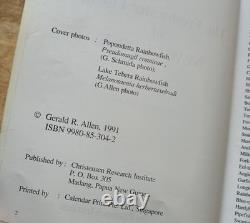 Cover photos : Popondetta Rainbowfish
Pseudomugil connieae ,
(G. Schmida photo)
Lake Tebera Rainbowfish
Melanotaenia herbertaxelrodi
(G.Allen photo)
© Gerald R. Allen, 1991
ISBN 9980-85-304-2
Published by : Christensen Research Institute
P. O. Box 305
Madang, Papua New Guinea
Printed by : Calendar Print Pte. Ltd., Singapore
2